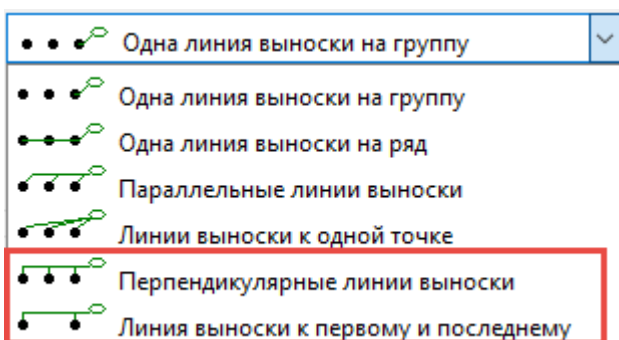 Одна линия выноски на группу
Одна линия выноски на группу
Одна линия выноски на ряд
Параллельные линии выноски
Линии выноски к одной точке
Перпендикулярные линии выноски
Линия выноски к первому и последнему